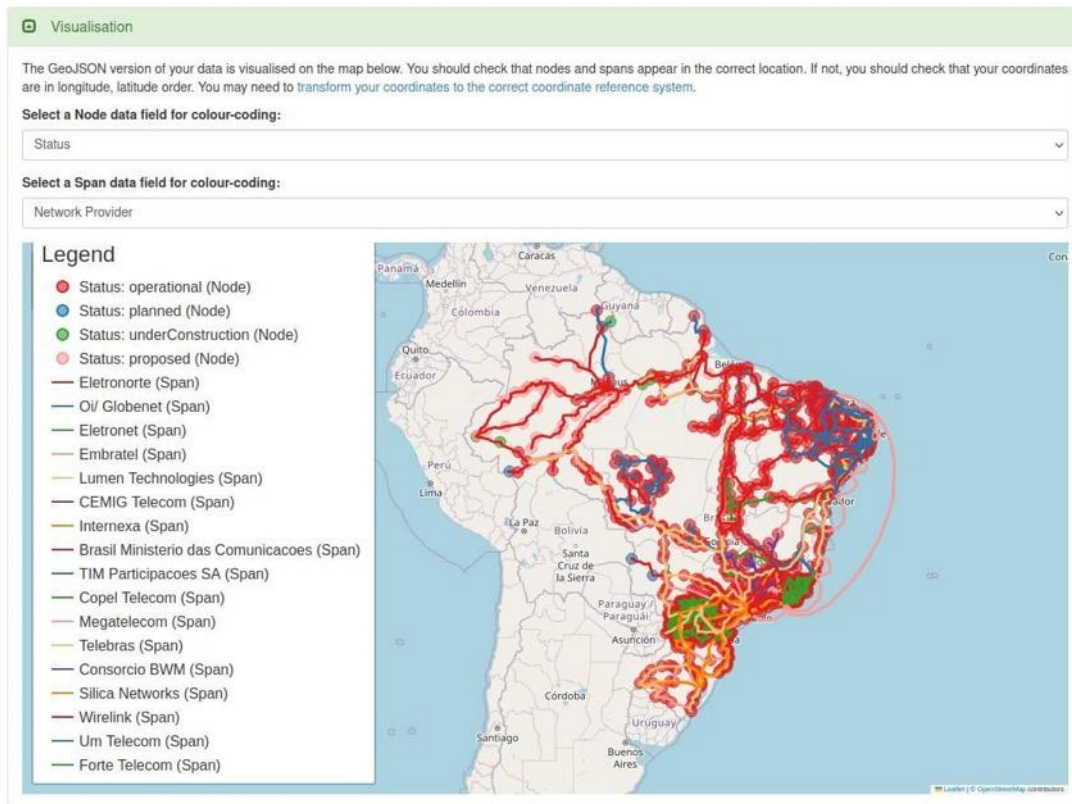 Visualisation
The GeoJSON version of your data is visualised on the map below. You should check that nodes and spans appear in the correct location. If not, you should check that your coordinates
are in longitude, latitude order. You may need to transform your coordinates to the correct coordinate reference system.
Select a Node data field for colour-coding:
Status
Select a Span data field for colour-coding:
Network Provider
Legend
Status: operational (Node)
Status: planned (Node)
Status: underConstruction (Node)
Status: proposed (Node)
Eletronorte (Span)
Oi/ Globenet (Span)
Eletronet (Span)
Embratel (Span)
Lumen Technologies (Span)
CEMIG Telecom (Span)
Internexa (Span)
Brasil Ministerio das Comunicacoes (Span)
TIM Participacoes SA (Span)
Copel Telecom (Span)
Megatelecom (Span)
Telebras (Span)
Consorcio BWM (Span)
Silica Networks (Span)
Wirelink (Span)
Um Telecom (Span)
Forte Telecom (Span)
Caracas
Con
Panamá
Medellín
Venezuela
Guyana
Colombia
Quito
Ecuador
Perú
Lima
La Paz
Bolivia
Santa
Cruz de
la Sierra
Paraguay /
Paraguái
Asunción
Córdoba
Uruguay
Santiago
Buenos
Aires
Leaflet | © OpenStreetMap contributors